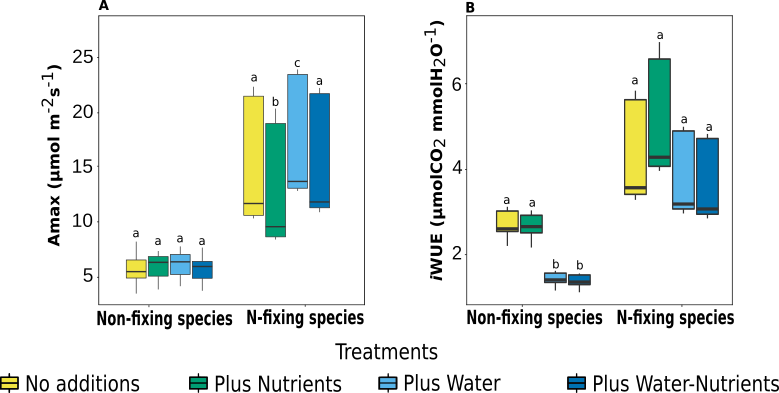 A
Amax (µmol m⁻²s⁻¹)
25
20
15
10
5
a
a
a
a
a
b
c
a
Non-fixing species
N-fixing species
B
iWUE (µmolCO₂ mmolH₂O⁻¹)
6
4
2
a
a
b
b
a
a
a
a
Non-fixing species
N-fixing species
Treatments
No additions
Plus Nutrients
Plus Water
Plus Water-Nutrients